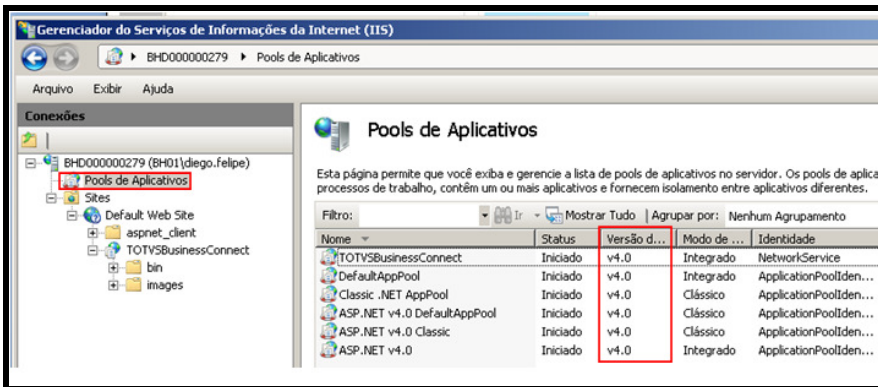 Gerenciador do Serviços de Informações da Internet (IIS)
BHD000000279 Pools de Aplicativos
Arquivo Exibir Ajuda
Conexões
BHD000000279 (BH01\diego.felipe)
Pools de Aplicativos
Sites
Default Web Site
aspnet_client
TOTVSBusinessConnect
bin
images
Pools de Aplicativos
Esta página permite que você exiba e gerencie a lista de pools de aplicativos no servidor. Os pools de aplica
processos de trabalho, contêm um ou mais aplicativos e fornecem isolamento entre aplicativos diferentes.
Filtro: Ir Mostrar Tudo Agrupar por: Nenhum Agrupamento
Nome Status Versão d... Modo de ... Identidade
TOTVSBusinessConnect Iniciado v4.0 Integrado NetworkService
DefaultAppPool Iniciado v4.0 Integrado ApplicationPoolIden...
Classic .NET AppPool Iniciado v4.0 Clássico ApplicationPoolIden...
ASP.NET v4.0 DefaultAppPool Iniciado v4.0 Clássico ApplicationPoolIden...
ASP.NET v4.0 Classic Iniciado v4.0 Clássico ApplicationPoolIden...
ASP.NET v4.0 Iniciado v4.0 Integrado ApplicationPoolIden...